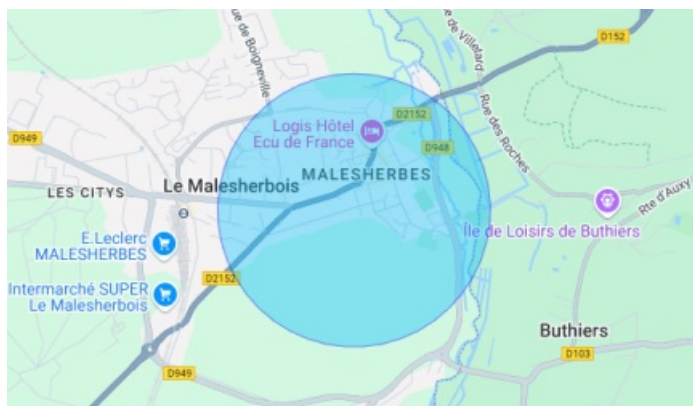 D152
Rue de Villetard
Rue de Boigneville
D2152
Logis Hôtel
Ecu de France
D949
D948
Rue des Roches
MALESHERBES
LES CITYS
Le Malesherbois
Rte d'Auxy
Île de Loisirs de Buthiers
E.Leclerc
MALESHERBES
D2152
Intermarché SUPER
Le Malesherbois
Buthiers
D103
D949